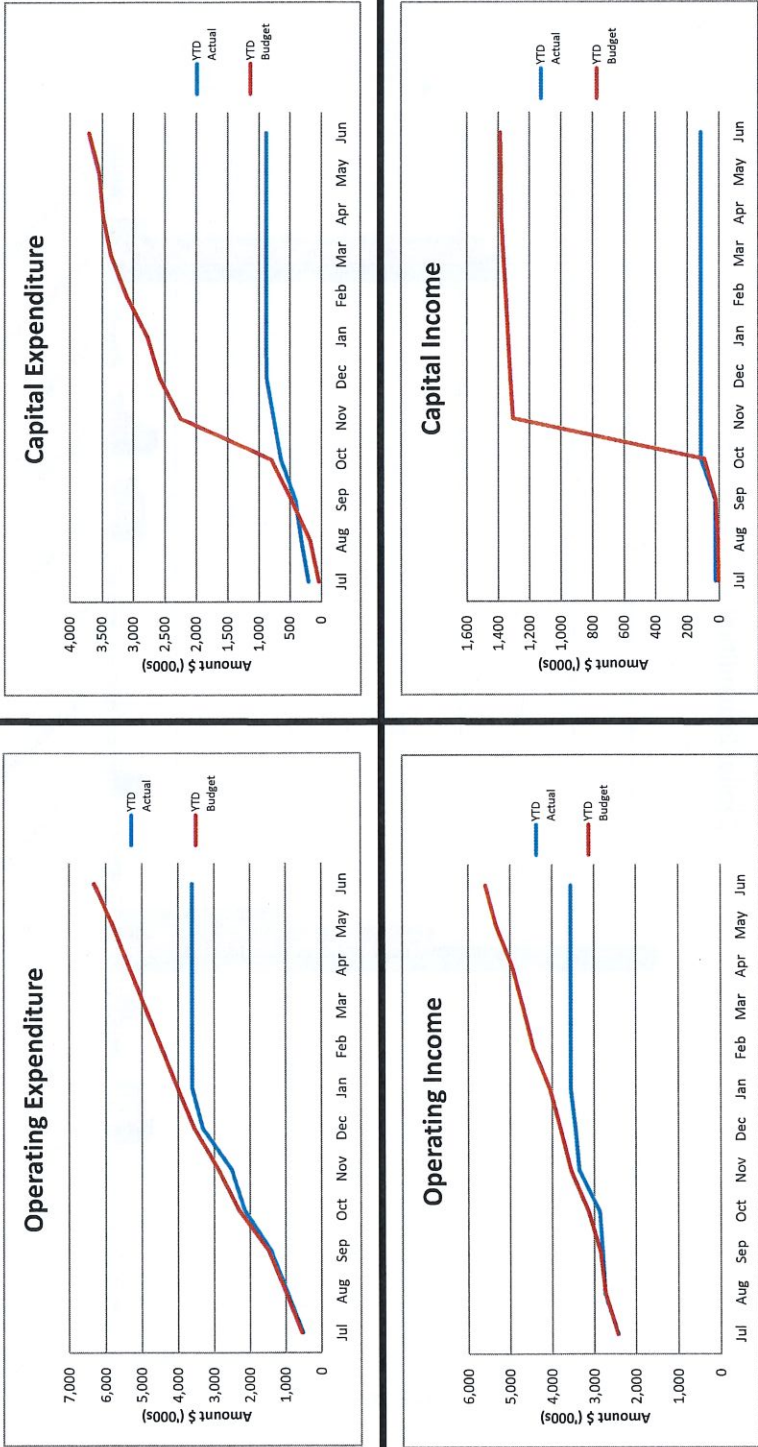 Operating Expenditure
Amount $ ('000s)
7,000
6,000
5,000
4,000
3,000
2,000
1,000
0
Jul Aug Sep Oct Nov Dec Jan Feb Mar Apr May Jun
YTD
Actual
YTD
Budget
Capital Expenditure
Amount $ ('000s)
4,000
3,500
3,000
2,500
2,000
1,500
1,000
500
0
Jul Aug Sep Oct Nov Dec Jan Feb Mar Apr May Jun
YTD
Actual
YTD
Budget
Operating Income
Amount $ ('000s)
6,000
5,000
4,000
3,000
2,000
1,000
0
Jul Aug Sep Oct Nov Dec Jan Feb Mar Apr May Jun
YTD
Actual
YTD
Budget
Capital Income
Amount $ ('000s)
1,600
1,400
1,200
1,000
800
600
400
200
0
Jul Aug Sep Oct Nov Dec Jan Feb Mar Apr May Jun
YTD
Actual
YTD
Budget